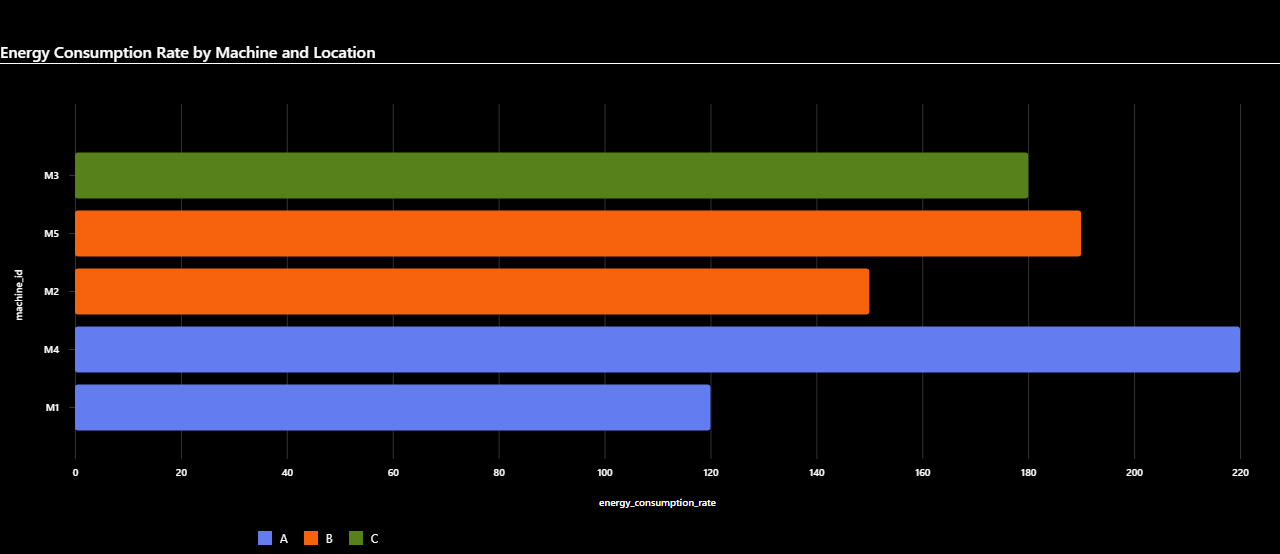 Energy Consumption Rate by Machine and Location
M3
M5
M2
M4
M1
machine_id
0 20 40 60 80 100 120 140 160 180 200 220
energy_consumption_rate
A B C